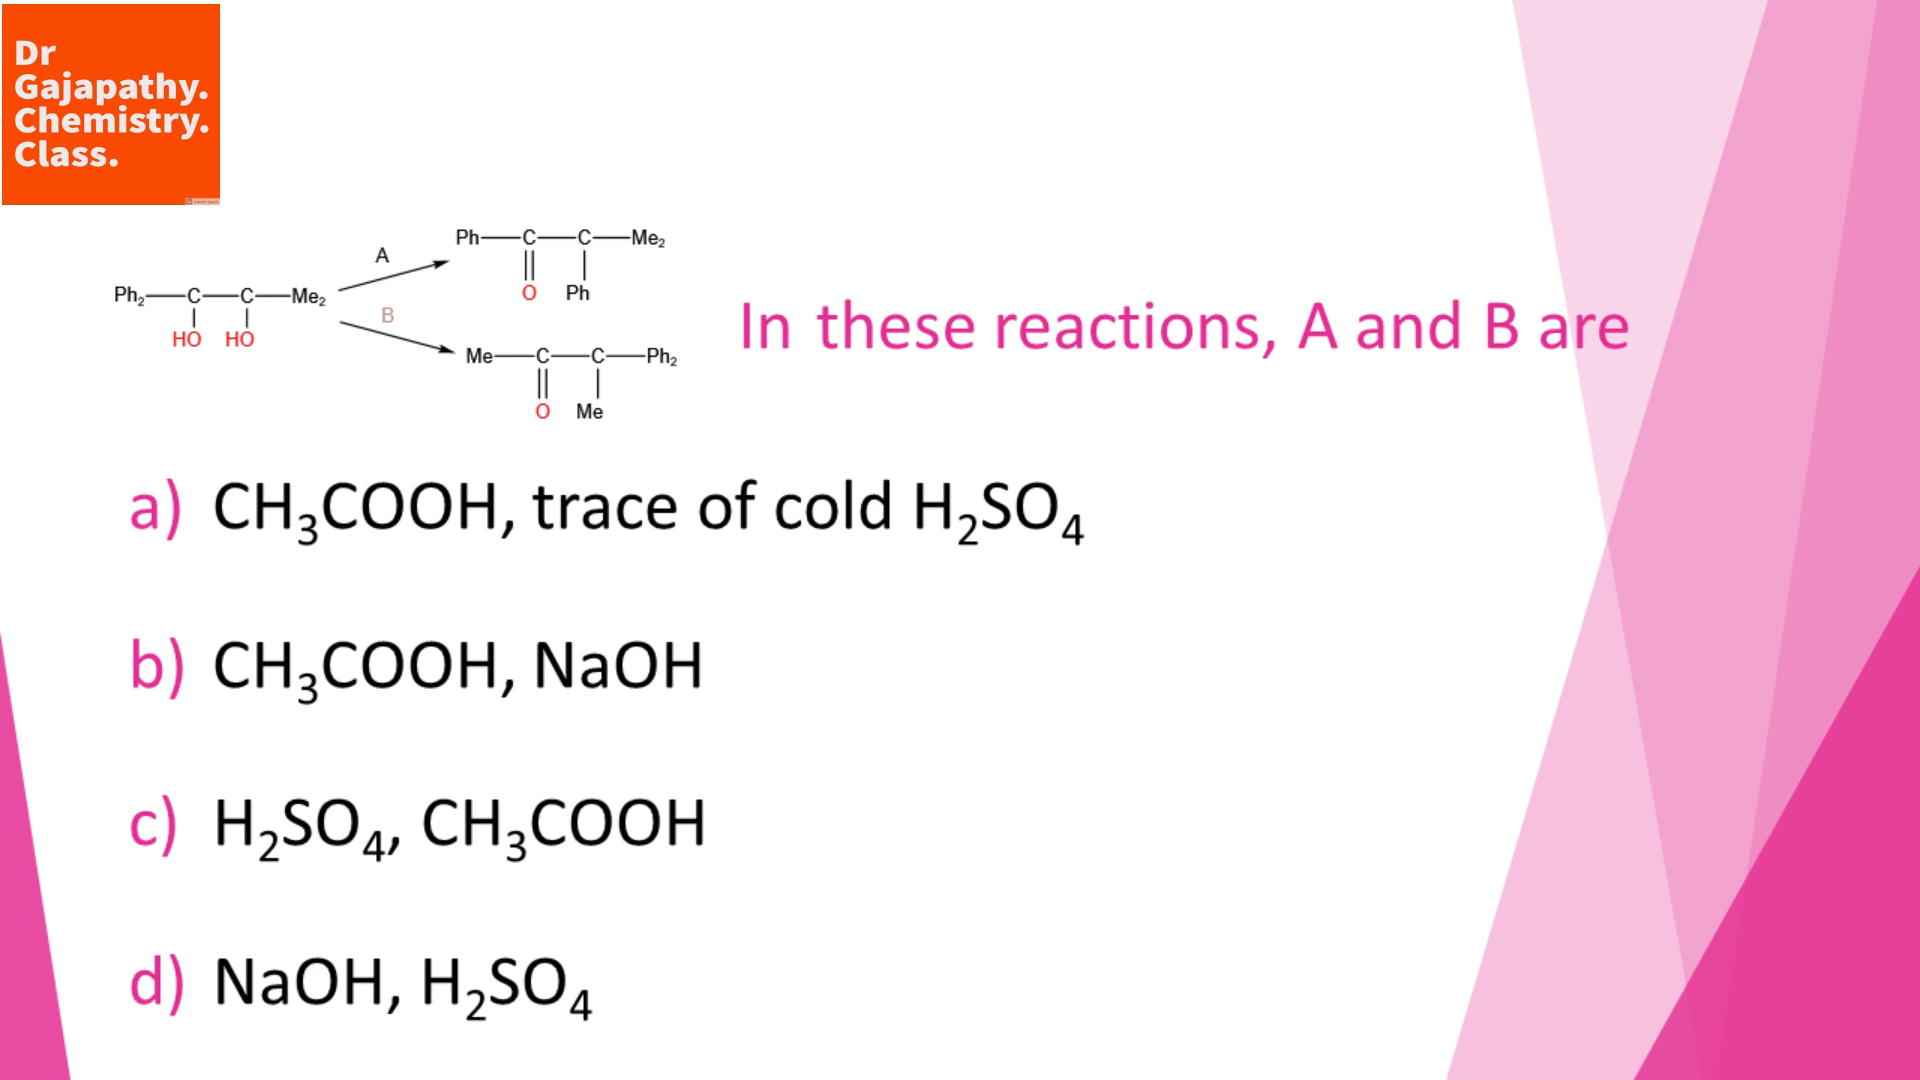 Dr
Gajapathy.
Chemistry.
Class.
Ph—C—C—Me₂
A
O Ph
Ph₂—C—C—Me₂
HO HO
B
Me—C—C—Ph₂
O Me
In these reactions, A and B are
a) CH₃COOH, trace of cold H₂SO₄
b) CH₃COOH, NaOH
c) H₂SO₄, CH₃COOH
d) NaOH, H₂SO₄